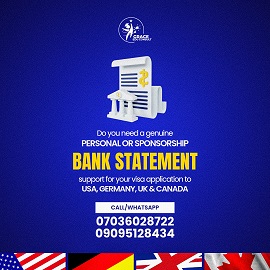 GRACE
Do you need a genuine
PERSONAL OR SPONSORSHIP
BANK STATEMENT
support for your visa application to
USA, GERMANY, UK & CANADA
CALL/WHATSAPP
07036028722
09095128434